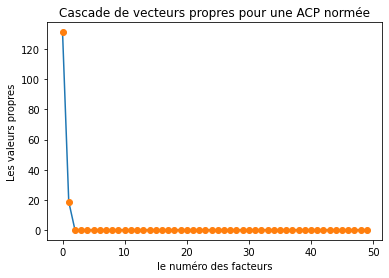 Cascade de vecteurs propres pour une ACP normée
120
100
80
60
40
20
0
Les valeurs propres
0 10 20 30 40 50
le numéro des facteurs